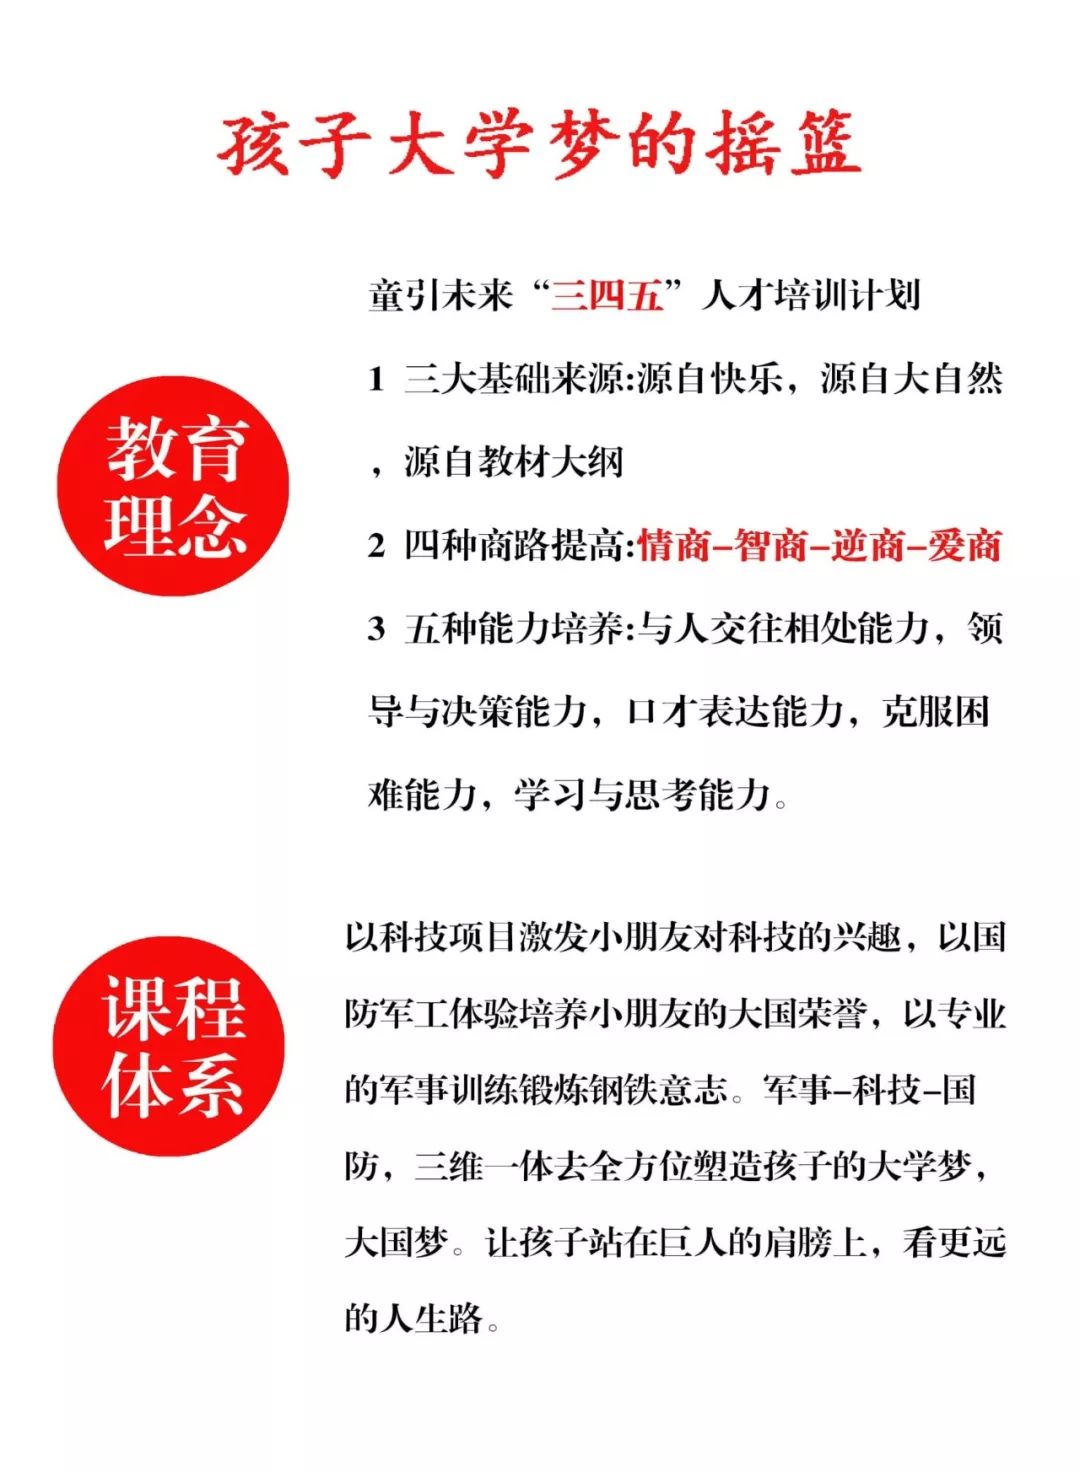 孩子大学梦的摇篮
童引未来“三四五”人才培训计划
1 三大基础来源:源自快乐，源自大自然
，源自教材大纲
2 四种商路提高:情商-智商-逆商-爱商
3 五种能力培养:与人交往相处能力，领
导与决策能力，口才表达能力，克服困
难能力，学习与思考能力。
教育
理念
以科技项目激发小朋友对科技的兴趣，以国
防军工体验培养小朋友的大国荣誉，以专业
的军事训练锻炼钢铁意志。军事-科技-国
防，三维一体去全方位塑造孩子的大学梦，
大国梦。让孩子站在巨人的肩膀上，看更远
的人生路。
课程
体系